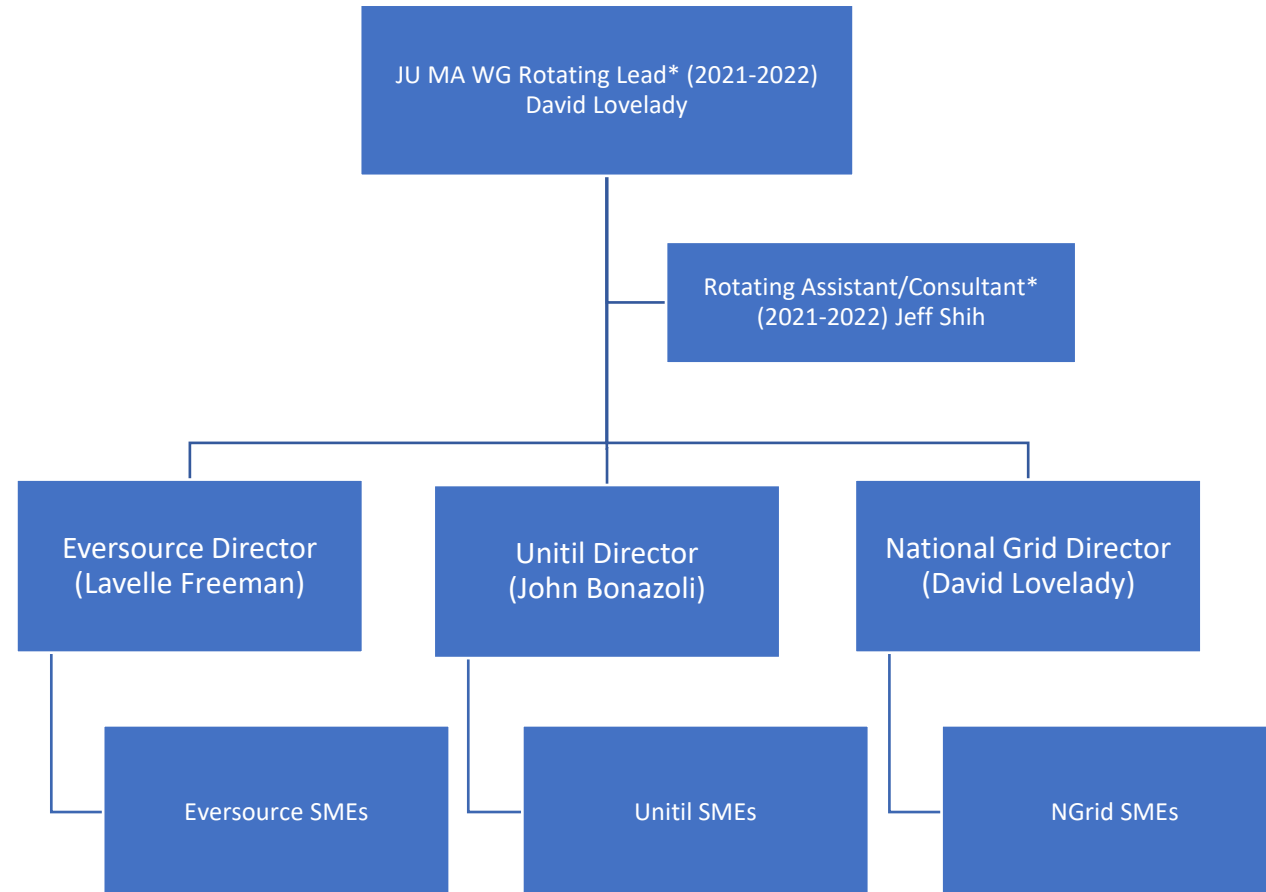 JU MA WG Rotating Lead* (2021-2022)
David Lovelady
Rotating Assistant/Consultant*
(2021-2022) Jeff Shih
Eversource Director
(Lavelle Freeman)
Unitil Director
(John Bonazoli)
National Grid Director
(David Lovelady)
Eversource SMEs
Unitil SMEs
NGrid SMEs